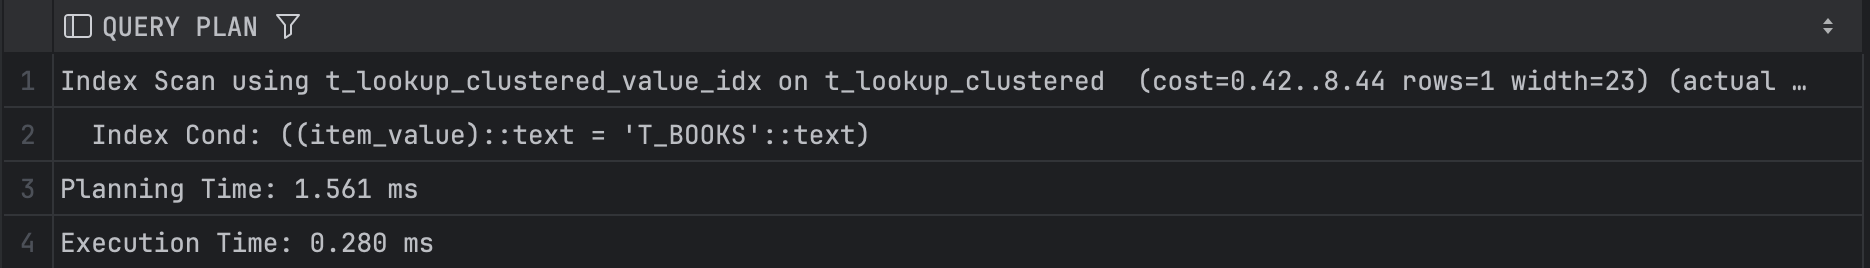 QUERY PLAN
1 Index Scan using t_lookup_clustered_value_idx on t_lookup_clustered  (cost=0.42..8.44 rows=1 width=23) (actual …
2   Index Cond: ((item_value)::text = 'T_BOOKS'::text)
3 Planning Time: 1.561 ms
4 Execution Time: 0.280 ms